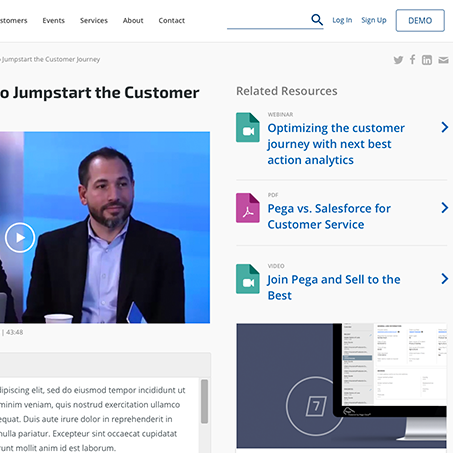 stomers Events Services About Contact Log In Sign Up DEMO
o Jumpstart the Customer Journey
o Jumpstart the Customer
Related Resources
WEBINAR
Optimizing the customer
journey with next best
action analytics
PDF
Pega vs. Salesforce for
Customer Service
VIDEO
Join Pega and Sell to the
Best
| 43:48
dipiscing elit, sed do eiusmod tempor incididunt ut
minim veniam, quis nostrud exercitation ullamco
equat. Duis aute irure dolor in reprehenderit in
nulla pariatur. Excepteur sint occaecat cupidatat
runt mollit anim id est laborum.
7